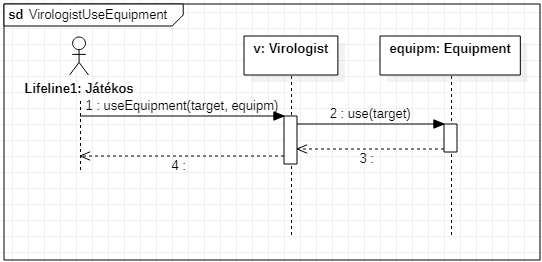 sd VirologistUseEquipment
v: Virologist
equipm: Equipment
Lifeline1: Játékos
1 : useEquipment(target, equipm)
2 : use(target)
3 :
4 :